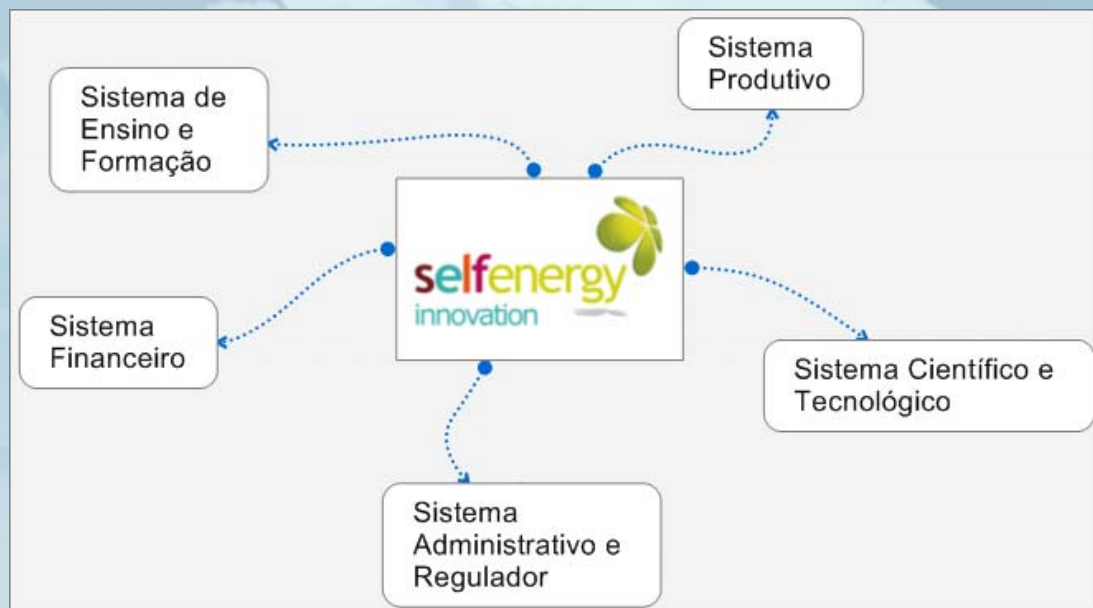 Sistema
Produtivo
Sistema de
Ensino e
Formação
selfenergy
innovation
Sistema
Financeiro
Sistema Científico e
Tecnológico
Sistema
Administrativo e
Regulador